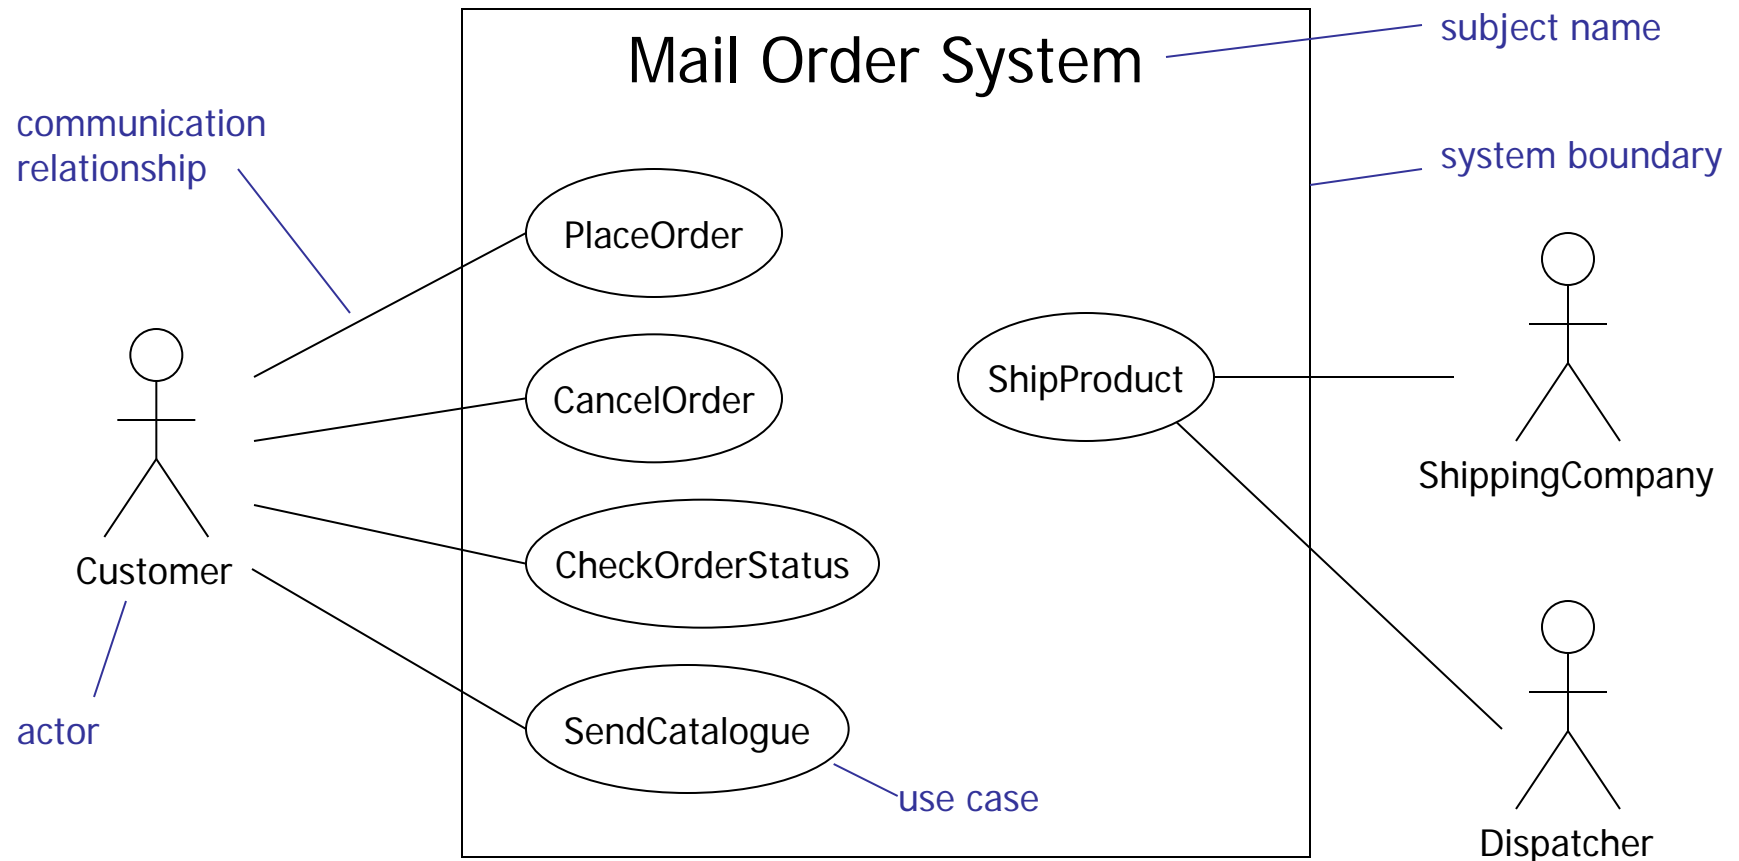 subject name
Mail Order System
communication
relationship
system boundary
PlaceOrder
ShipProduct
CancelOrder
ShippingCompany
CheckOrderStatus
Customer
SendCatalogue
actor
use case
Dispatcher